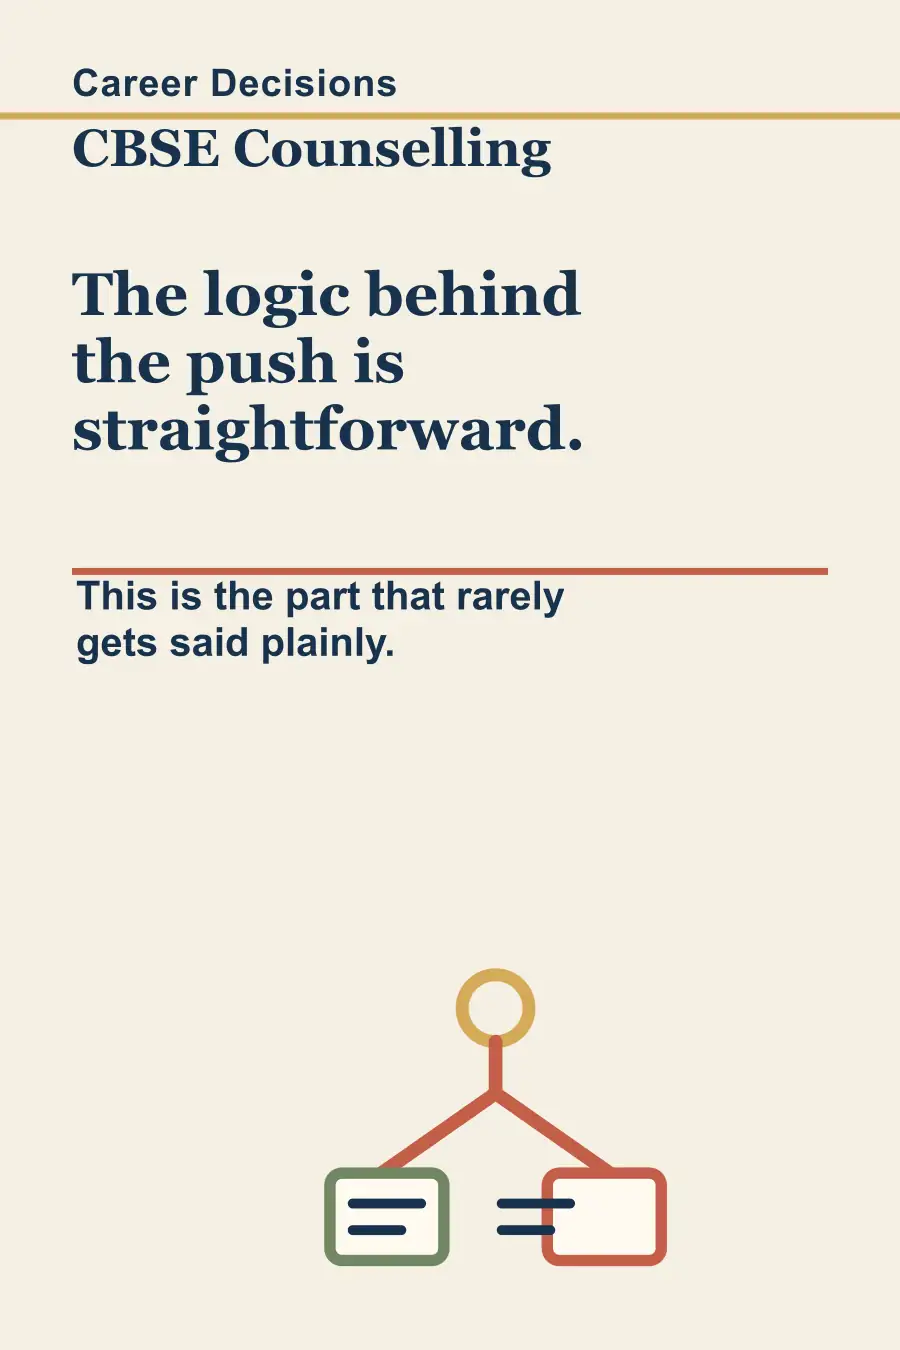 Career Decisions
CBSE Counselling
The logic behind
the push is
straightforward.
This is the part that rarely
gets said plainly.